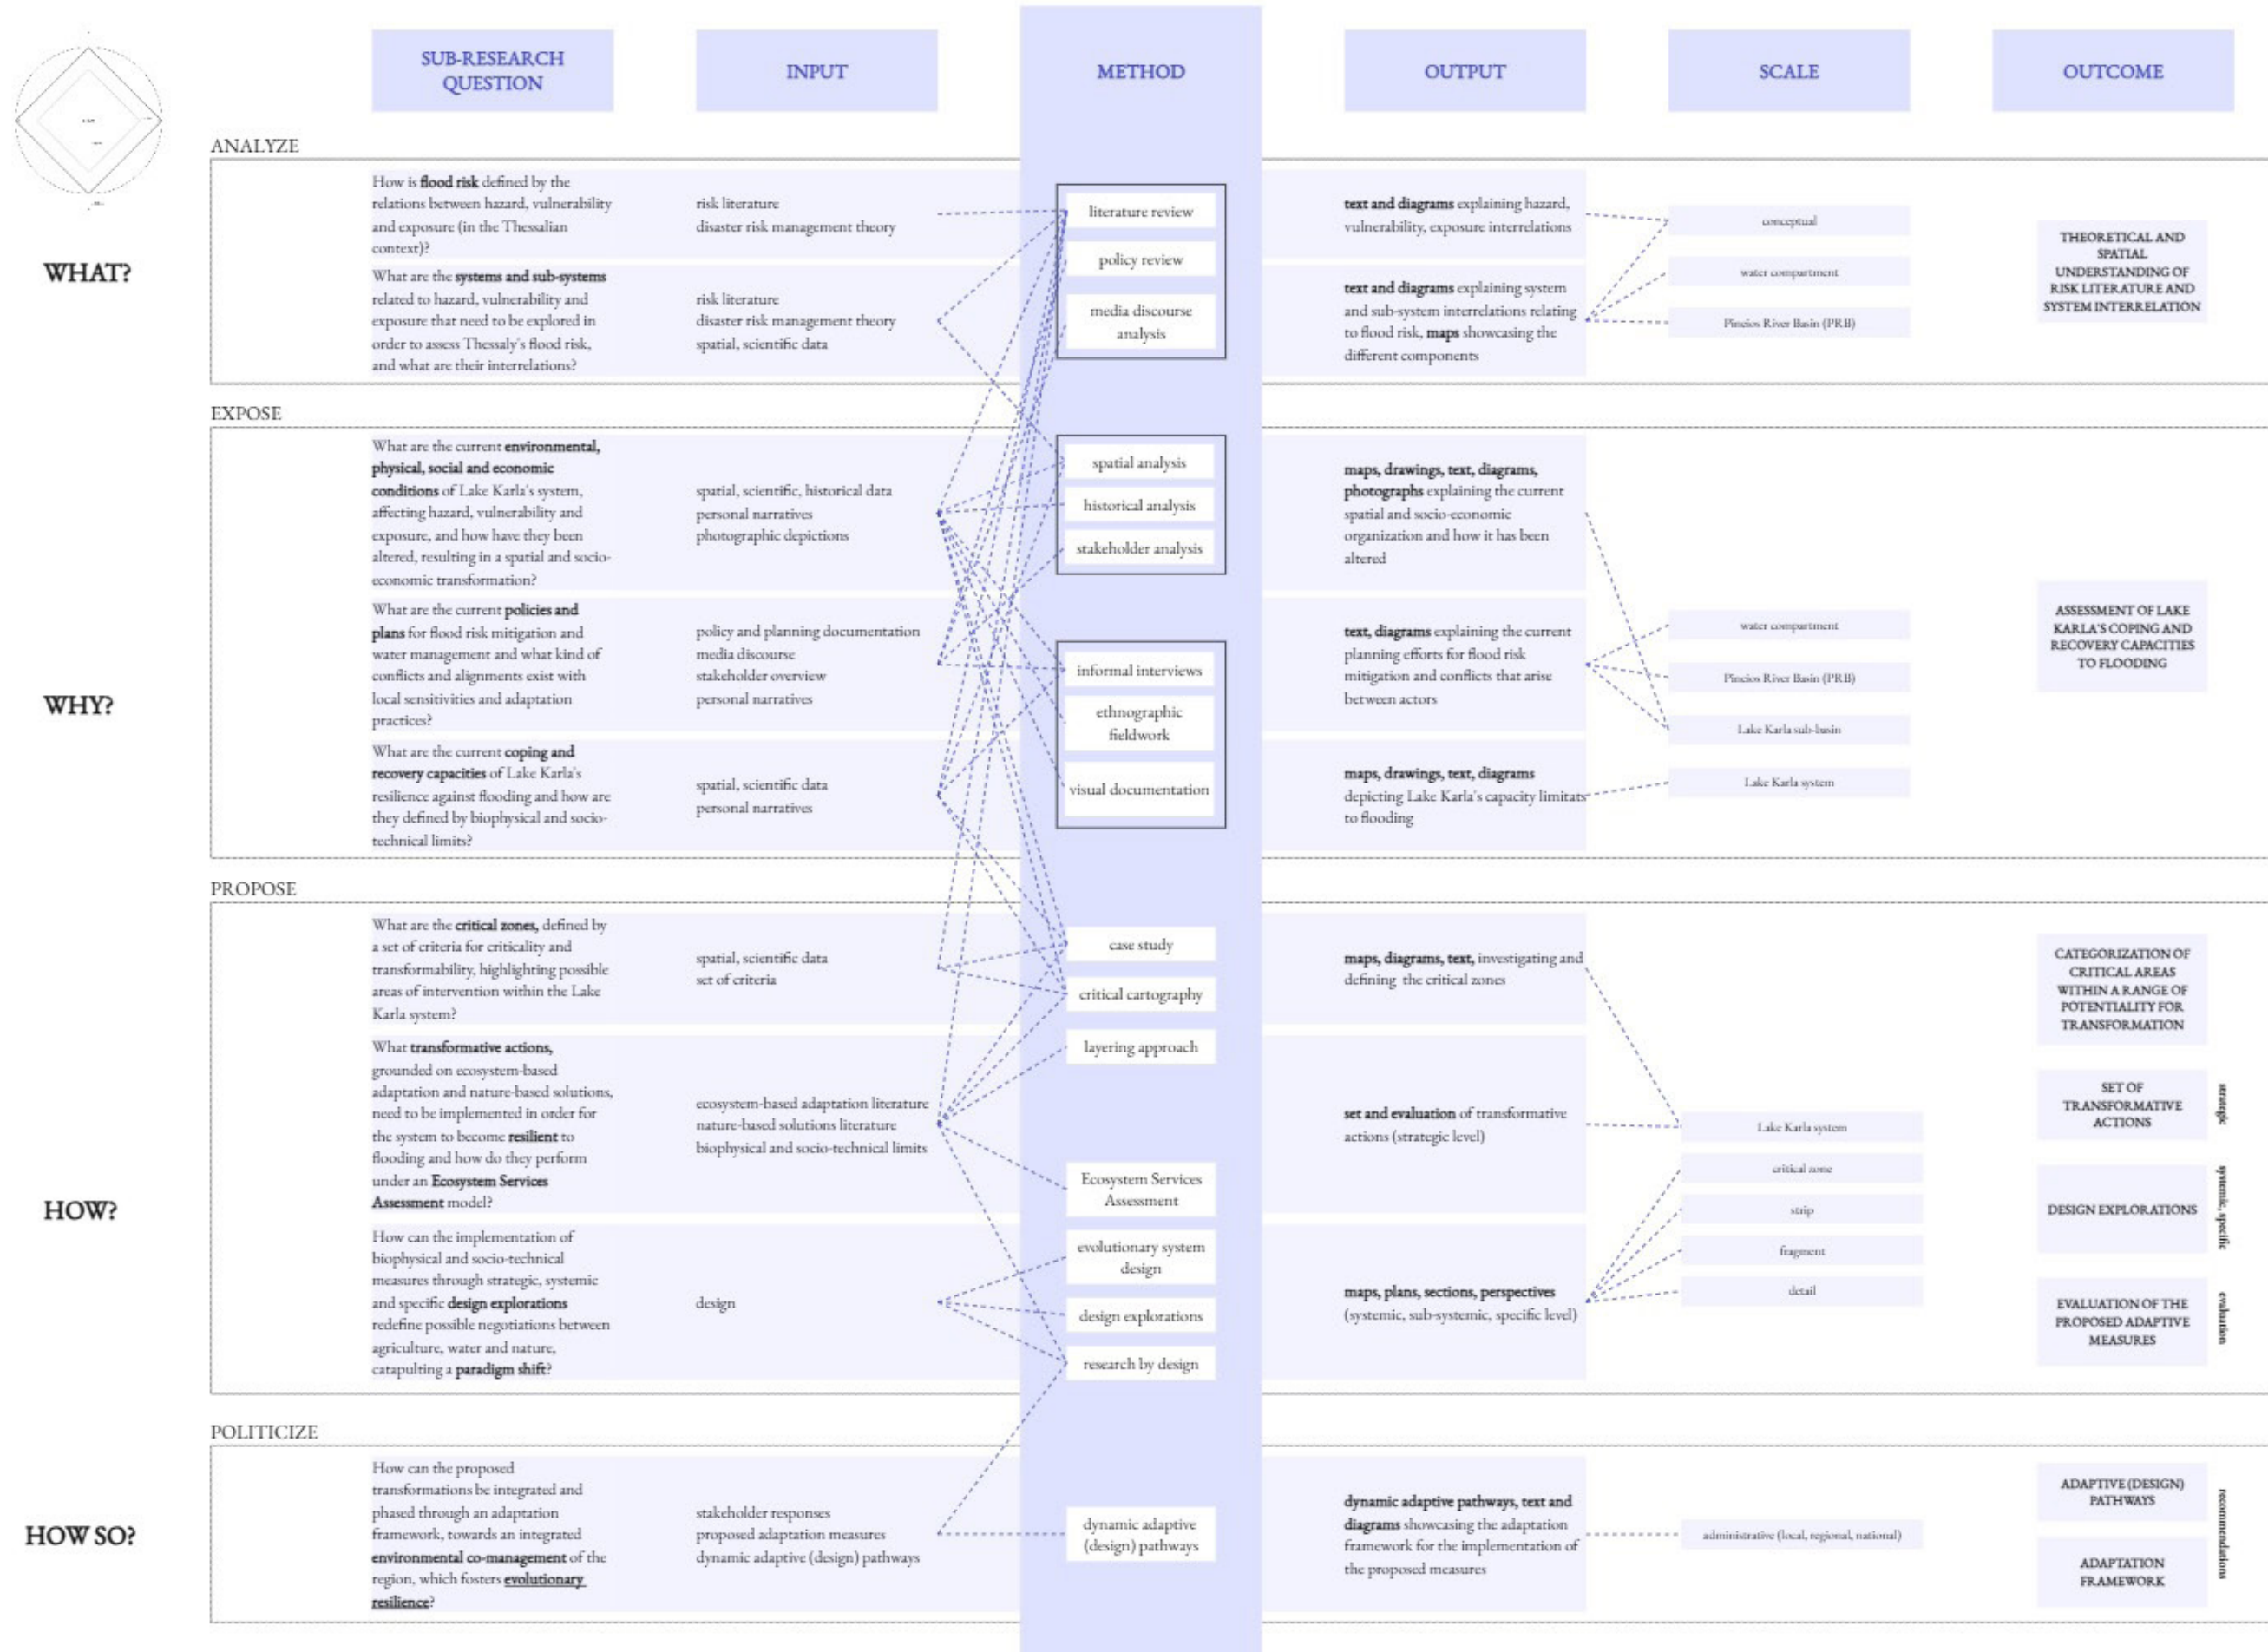 SUB-RESEARCH
QUESTION
INPUT
METHOD
OUTPUT
SCALE
OUTCOME
ANALYZE
WHAT?
How is flood risk defined by the
relations between hazard, vulnerability
and exposure (in the Thessalian
context)?
risk literature
disaster risk management theory
What are the systems and sub-systems
related to hazard, vulnerability and
exposure that need to be explored in
order to assess Thessaly's flood risk,
and what are their interrelations?
risk literature
disaster risk management theory
spatial, scientific data
literature review
policy review
media discourse
analysis
text and diagrams explaining hazard,
vulnerability, exposure interrelations
text and diagrams explaining system
and sub-system interrelations relating
to flood risk, maps showcasing the
different components
conceptual
water compartment
Pineios River Basin (PRB)
THEORETICAL AND
SPATIAL
UNDERSTANDING OF
RISK LITERATURE AND
SYSTEM INTERRELATION
EXPOSE
WHY?
What are the current environmental,
physical, social and economic
conditions of Lake Karla's system,
affecting hazard, vulnerability and
exposure, and how have they been
altered, resulting in a spatial and socio-
economic transformation?
spatial, scientific, historical data
personal narratives
photographic depictions
What are the current policies and
plans for flood risk mitigation and
water management and what kind of
conflicts and alignments exist with
local sensitivities and adaptation
practices?
policy and planning documentation
media discourse
stakeholder overview
personal narratives
What are the current coping and
recovery capacities of Lake Karla's
resilience against flooding and how are
they defined by biophysical and socio-
technical limits?
spatial, scientific data
personal narratives
spatial analysis
historical analysis
stakeholder analysis
informal interviews
ethnographic
fieldwork
visual documentation
maps, drawings, text, diagrams,
photographs explaining the current
spatial and socio-economic
organization and how it has been
altered
text, diagrams explaining the current
planning efforts for flood risk
mitigation and conflicts that arise
between actors
maps, drawings, text, diagrams
depicting Lake Karla's capacity limitats
to flooding
water compartment
Pineios River Basin (PRB)
Lake Karla sub-basin
Lake Karla system
ASSESSMENT OF LAKE
KARLA'S COPING AND
RECOVERY CAPACITIES
TO FLOODING
PROPOSE
HOW?
What are the critical zones, defined by
a set of criteria for criticality and
transformability, highlighting possible
areas of intervention within the Lake
Karla system?
spatial, scientific data
set of criteria
What transformative actions,
grounded on ecosystem-based
adaptation and nature-based solutions,
need to be implemented in order for
the system to become resilient to
flooding and how do they perform
under an Ecosystem Services
Assessment model?
ecosystem-based adaptation literature
nature-based solutions literature
biophysical and socio-technical limits
How can the implementation of
biophysical and socio-technical
measures through strategic, systemic
and specific design explorations
redefine possible negotiations between
agriculture, water and nature,
catapulting a paradigm shift?
design
case study
critical cartography
layering approach
Ecosystem Services
Assessment
evolutionary system
design
design explorations
research by design
maps, diagrams, text, investigating and
defining the critical zones
set and evaluation of transformative
actions (strategic level)
maps, plans, sections, perspectives
(systemic, sub-systemic, specific level)
Lake Karla system
critical zone
strip
fragment
detail
CATEGORIZATION OF
CRITICAL AREAS
WITHIN A RANGE OF
POTENTIALITY FOR
TRANSFORMATION
SET OF
TRANSFORMATIVE
ACTIONS
strategic
DESIGN EXPLORATIONS
systemic, specific
EVALUATION OF THE
PROPOSED ADAPTIVE
MEASURES
evaluation
POLITICIZE
HOW SO?
How can the proposed
transformations be integrated and
phased through an adaptation
framework, towards an integrated
environmental co-management of the
region, which fosters evolutionary
resilience?
stakeholder responses
proposed adaptation measures
dynamic adaptive (design) pathways
dynamic adaptive
(design) pathways
dynamic adaptive pathways, text and
diagrams showcasing the adaptation
framework for the implementation of
the proposed measures
administrative (local, regional, national)
ADAPTIVE (DESIGN)
PATHWAYS
ADAPTATION
FRAMEWORK
recommendations